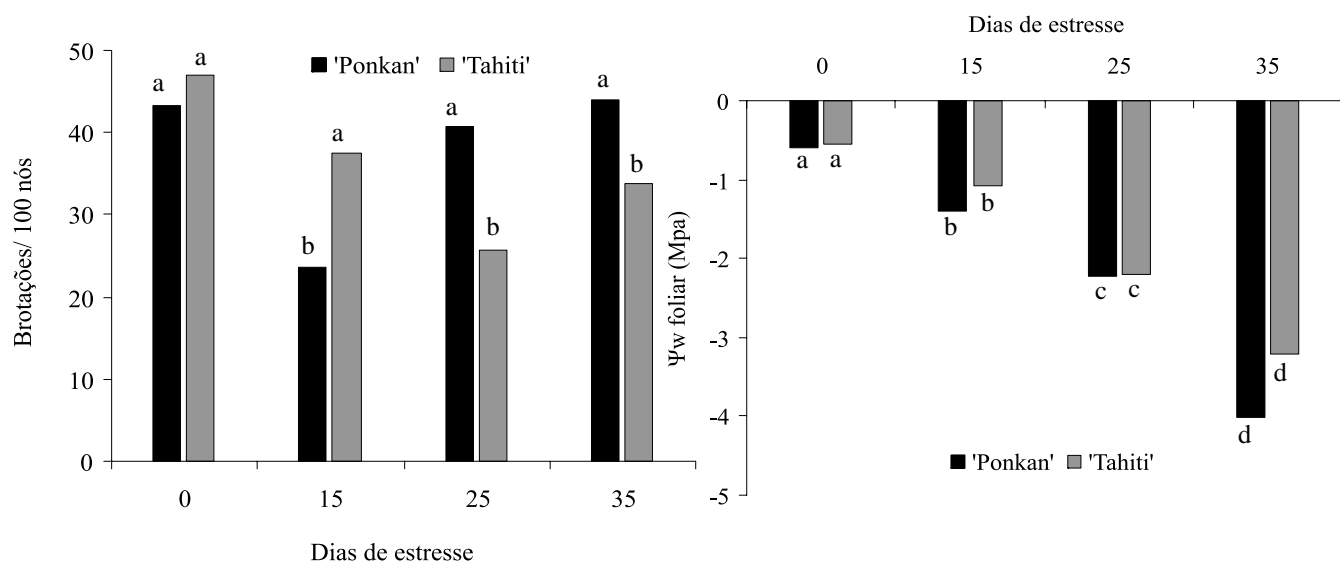 50
40
30
20
10
0
Brotações/ 100 nós
'Ponkan' 'Tahiti'
a a
b a
a b
a b
0 15 25 35
Dias de estresse
Dias de estresse
0 15 25 35
0
-1
-2
-3
-4
-5
Ψw foliar (Mpa)
a a
b b
c c
d d
'Ponkan' 'Tahiti'